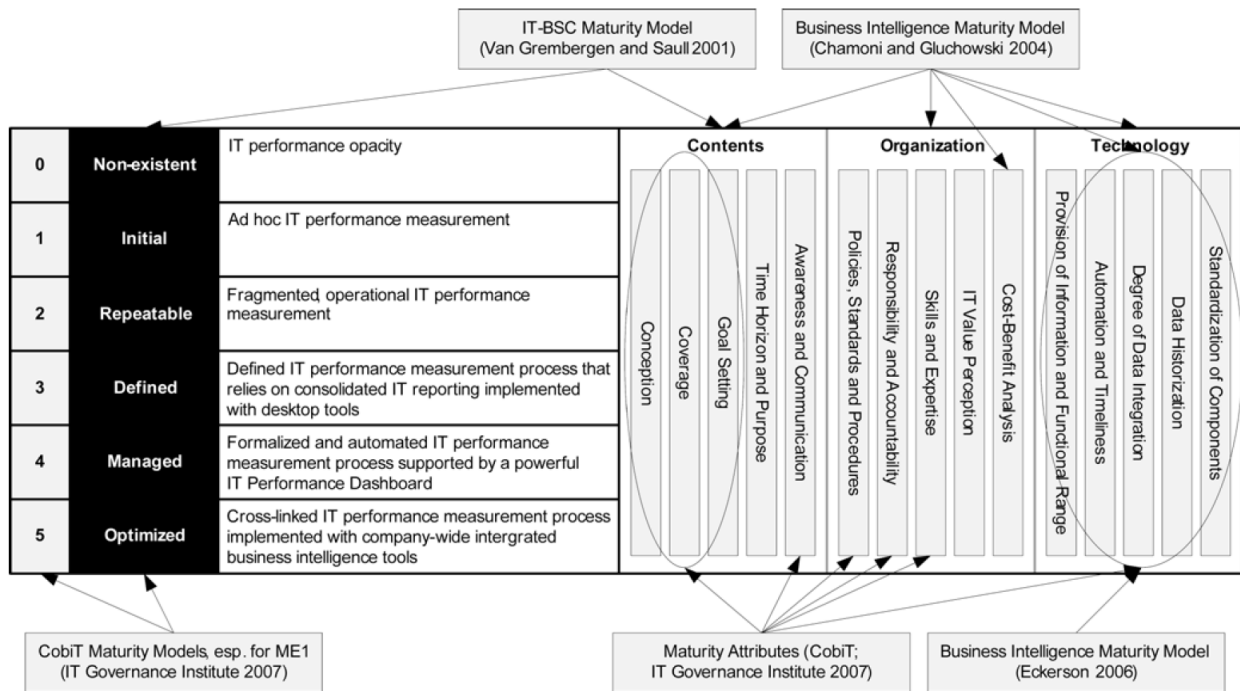 IT-BSC Maturity Model
(Van Grembergen and Saull 2001)
Business Intelligence Maturity Model
(Chamoni and Gluchowski 2004)
0
Non-existent
IT performance opacity
1
Initial
Ad hoc IT performance measurement
2
Repeatable
Fragmented, operational IT performance
measurement
3
Defined
Defined IT performance measurement process that
relies on consolidated IT reporting implemented
with desktop tools
4
Managed
Formalized and automated IT performance
measurement process supported by a powerful
IT Performance Dashboard
5
Optimized
Cross-linked IT performance measurement process
implemented with company-wide intergrated
business intelligence tools
Contents
Conception
Coverage
Goal Setting
Time Horizon and Purpose
Awareness and Communication
Organization
Policies, Standards and Procedures
Responsibility and Accountability
Skills and Expertise
IT Value Perception
Cost-Benefit Analysis
Technology
Provision of Information and Functional Range
Automation and Timeliness
Degree of Data Integration
Data Historization
Standardization of Components
CobiT Maturity Models, esp. for ME1
(IT Governance Institute 2007)
Maturity Attributes (CobiT;
IT Governance Institute 2007)
Business Intelligence Maturity Model
(Eckerson 2006)